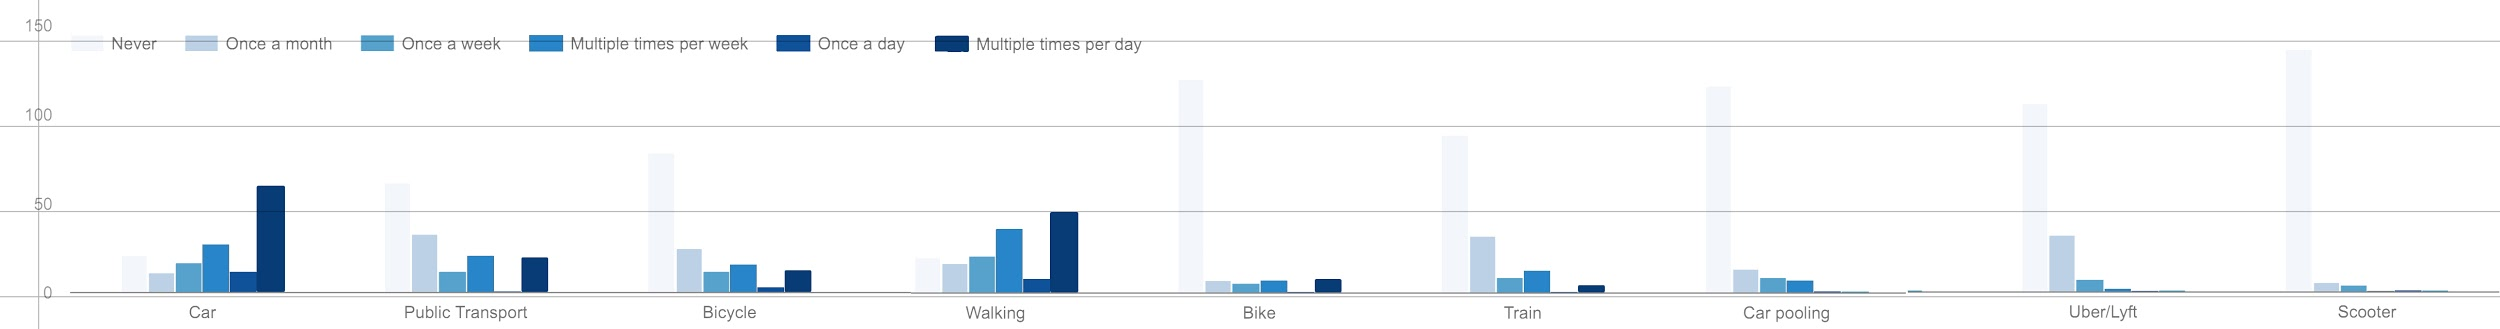 150
Never Once a month Once a week Multiple times per week Once a day Multiple times per day
100
50
0
Car Public Transport Bicycle Walking Bike Train Car pooling Uber/Lyft Scooter